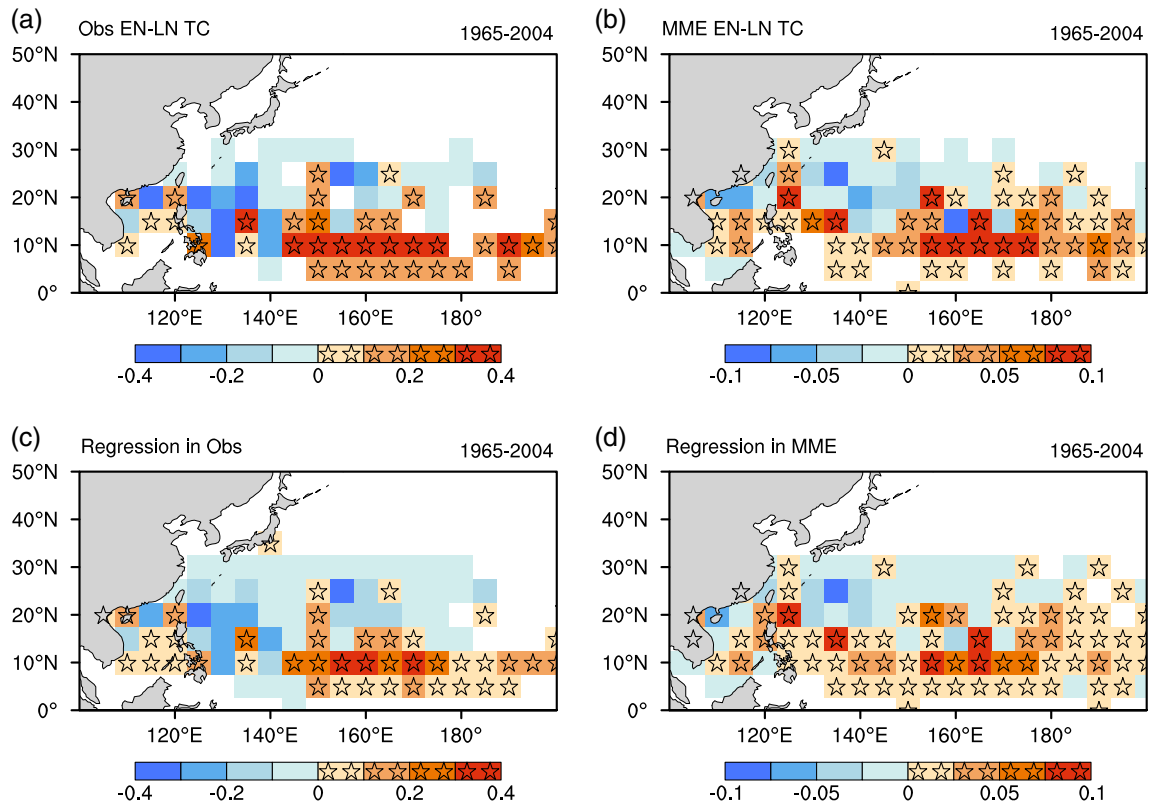 (a) Obs EN-LN TC 1965-2004
50°N
40°N
30°N
20°N
10°N
0°
120°E 140°E 160°E 180°
-0.4 -0.2 0 0.2 0.4
(b) MME EN-LN TC 1965-2004
50°N
40°N
30°N
20°N
10°N
0°
120°E 140°E 160°E 180°
-0.1 -0.05 0 0.05 0.1
(c) Regression in Obs 1965-2004
50°N
40°N
30°N
20°N
10°N
0°
120°E 140°E 160°E 180°
-0.4 -0.2 0 0.2 0.4
(d) Regression in MME 1965-2004
50°N
40°N
30°N
20°N
10°N
0°
120°E 140°E 160°E 180°
-0.1 -0.05 0 0.05 0.1